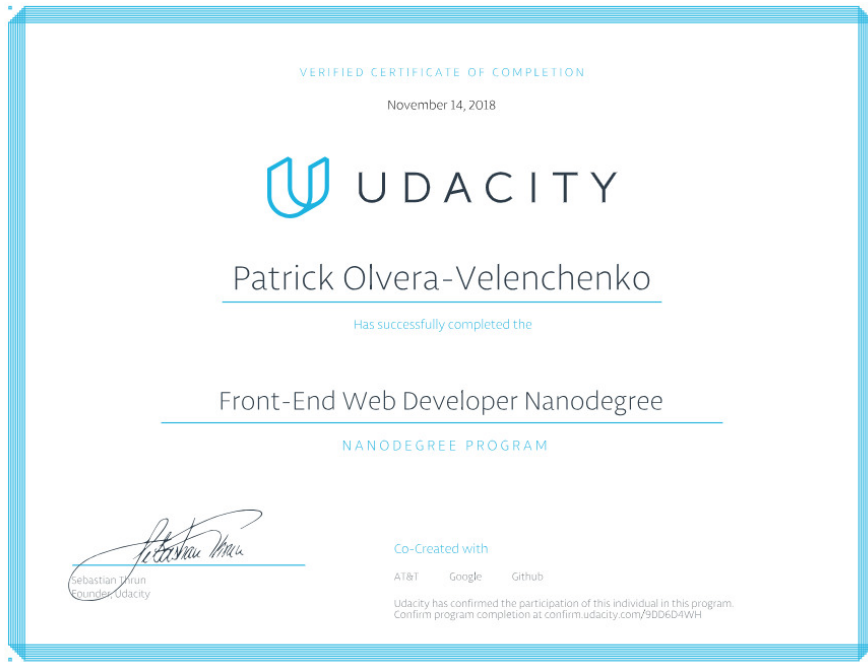 VERIFIED CERTIFICATE OF COMPLETION
November 14, 2018
UDACITY
Patrick Olvera-Velenchenko
Has successfully completed the
Front-End Web Developer Nanodegree
NANODEGREE PROGRAM
Sebastian Thrun
Sebastian Thrun
Founder, Udacity
Co-Created with
AT&T Google Github
Udacity has confirmed the participation of this individual in this program.
Confirm program completion at confirm.udacity.com/9DD6D4WH